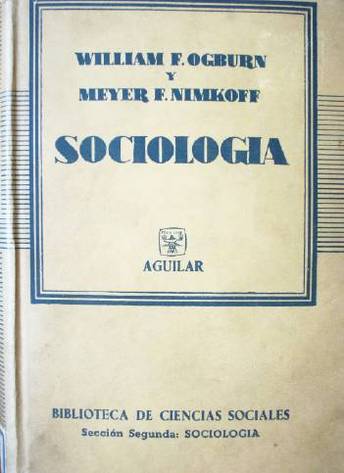 WILLIAM F. OGBURN
Y
MEYER F. NIMKOFF
SOCIOLOGIA
AGUILAR
BIBLIOTECA DE CIENCIAS SOCIALES
Sección Segunda: SOCIOLOGIA